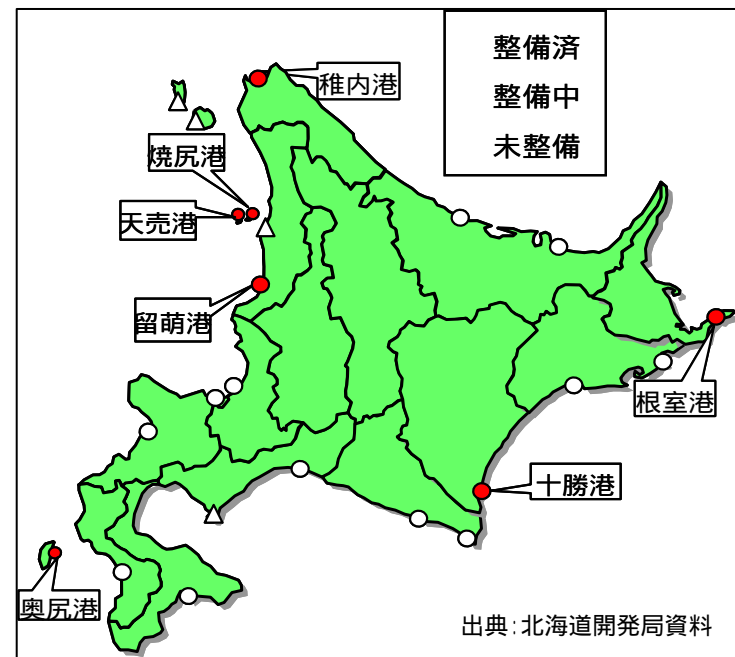 整備済
整備中
未整備
稚内港
焼尻港
天売港
留萌港
根室港
十勝港
奥尻港
出典:北海道開発局資料